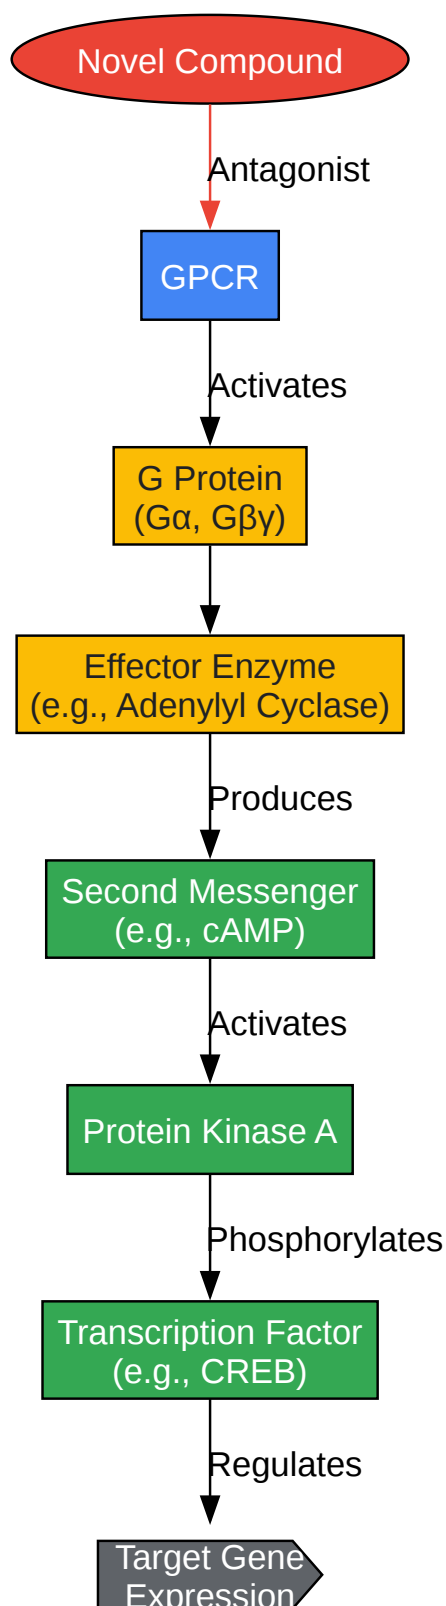 Novel Compound
Antagonist
GPCR
Activates
G Protein
(Gα, Gβγ)
Effector Enzyme
(e.g., Adenylyl Cyclase)
Produces
Second Messenger
(e.g., cAMP)
Activates
Protein Kinase A
Phosphorylates
Transcription Factor
(e.g., CREB)
Regulates
Target Gene
Expression